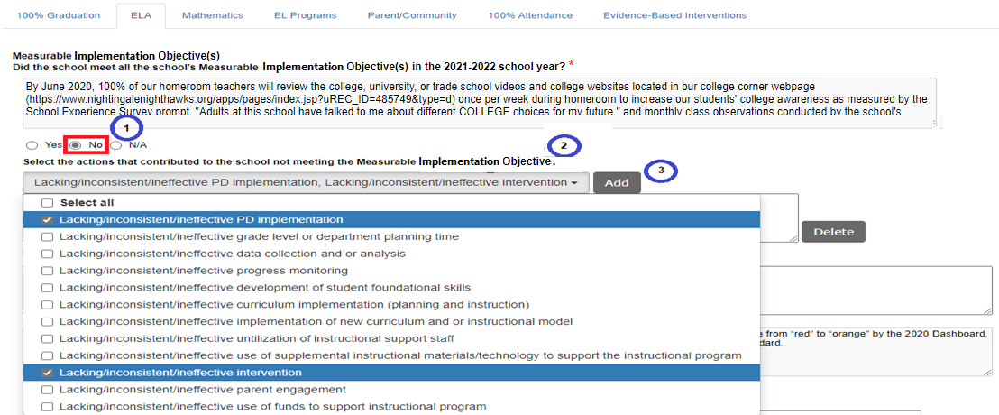 100% Graduation ELA Mathematics EL Programs Parent/Community 100% Attendance Evidence-Based Interventions
Measurable Implementation Objective(s)
Did the school meet all the school's Measurable Implementation Objective(s) in the 2021-2022 school year? *
By June 2020, 100% of our homeroom teachers will review the college, university, or trade school videos and college websites located in our college corner webpage
(https://www.nightingalenighthawks.org/apps/pages/index.jsp?uREC_ID=485749&type=d) once per week during homeroom to increase our students' college awareness as measured by the
School Experience Survey prompt. "Adults at this school have talked to me about different COLLEGE choices for my future." and monthly class observations conducted by the school's
1
Yes No N/A
2
Select the actions that contributed to the school not meeting the Measurable Implementation Objective.
3
Lacking/inconsistent/ineffective PD implementation, Lacking/inconsistent/ineffective intervention Add
Select all
Lacking/inconsistent/ineffective PD implementation
Delete
Lacking/inconsistent/ineffective grade level or department planning time
Lacking/inconsistent/ineffective data collection and or analysis
Lacking/inconsistent/ineffective progress monitoring
Lacking/inconsistent/ineffective development of student foundational skills
Lacking/inconsistent/ineffective curriculum implementation (planning and instruction)
Lacking/inconsistent/ineffective implementation of new curriculum and or instructional model
e from “red” to “orange” by the 2020 Dashboard,
Lacking/inconsistent/ineffective untilization of instructional support staff
dard.
Lacking/inconsistent/ineffective use of supplemental instructional materials/technology to support the instructional program
Lacking/inconsistent/ineffective intervention
Lacking/inconsistent/ineffective parent engagement
Lacking/inconsistent/ineffective use of funds to support instructional program